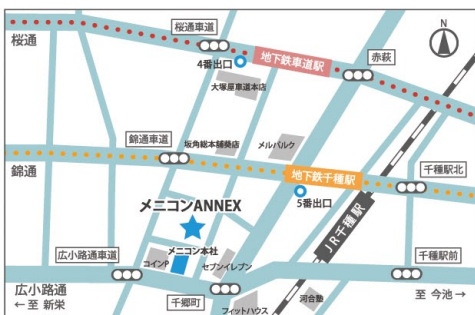 桜通車道
N
桜通
地下鉄車道駅
赤萩
4番出口
大塚屋車道本店
錦通車道
坂角総本舖葵店
メルパルク
錦通
地下鉄千種駅
千種駅北
5番出口
メニコンANNEX
JR千種駅
広小路通車道
コインP
メニコン本社
セブンイレブン
千種駅前
広小路通
← 至 新栄
千郷町
フィットハウス
河合塾
至 今池 →